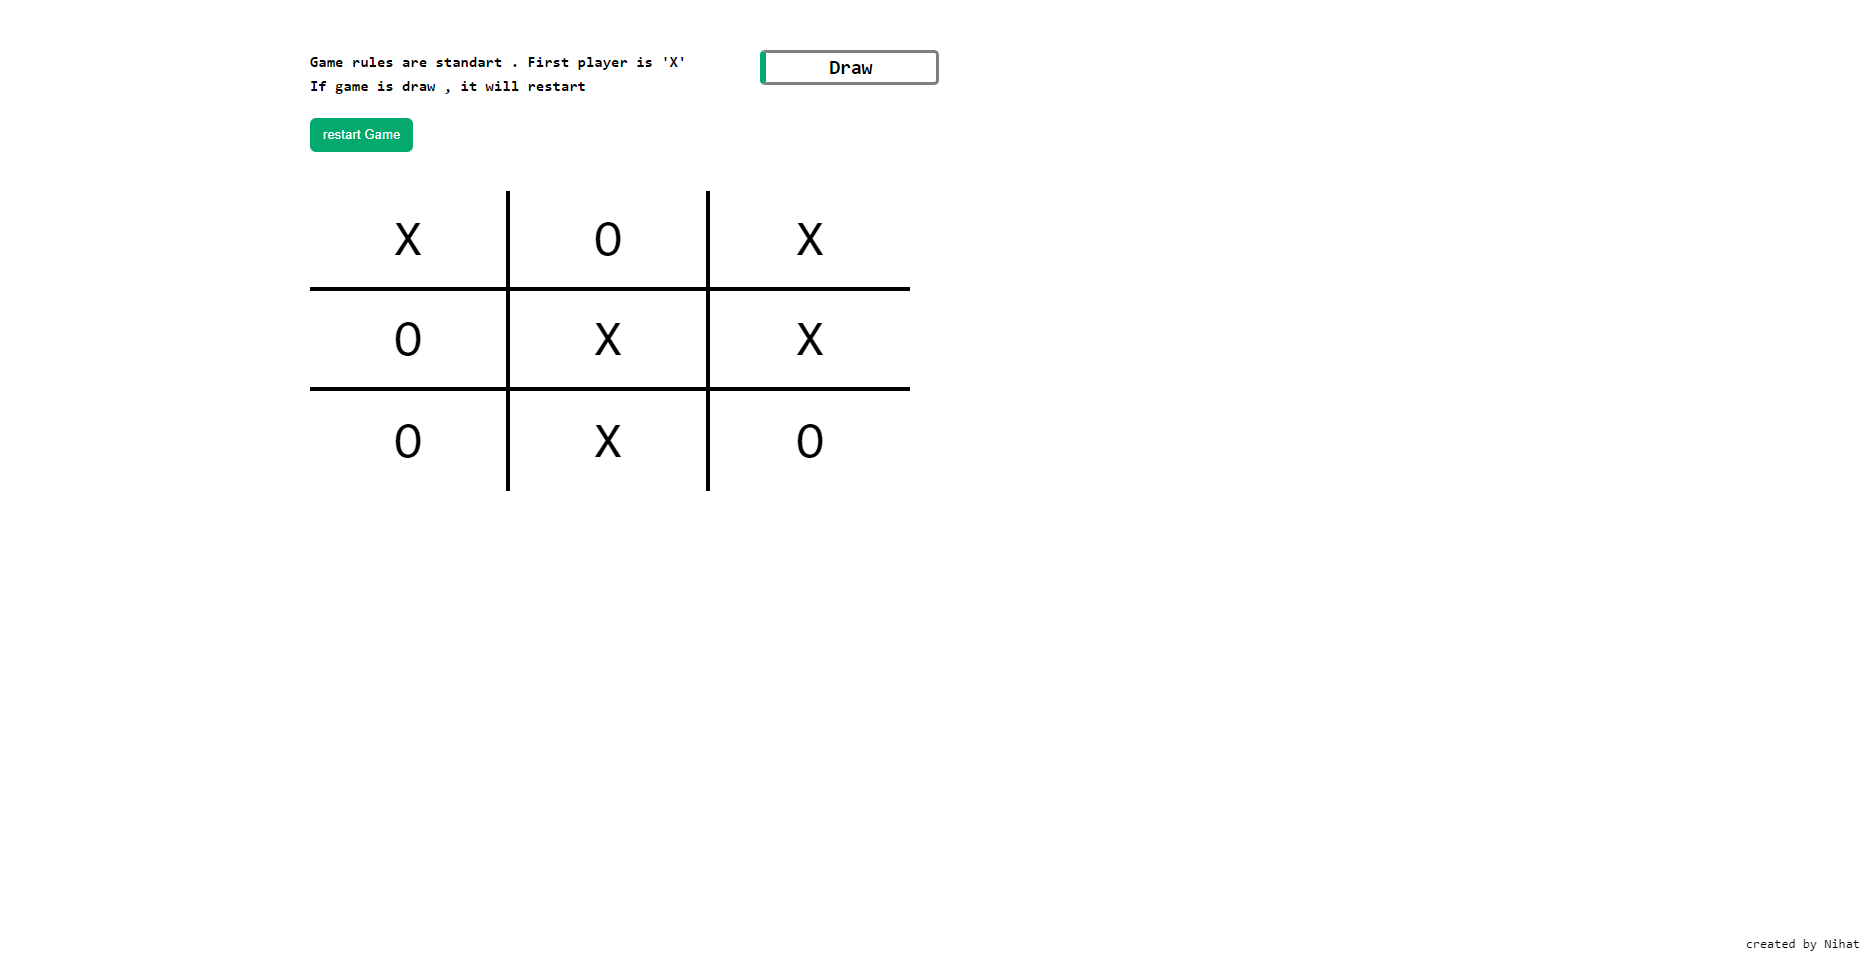 Game rules are standart . First player is 'X'
If game is draw , it will restart
Draw
restart Game
X O X
O X X
O X O
created by Nihat